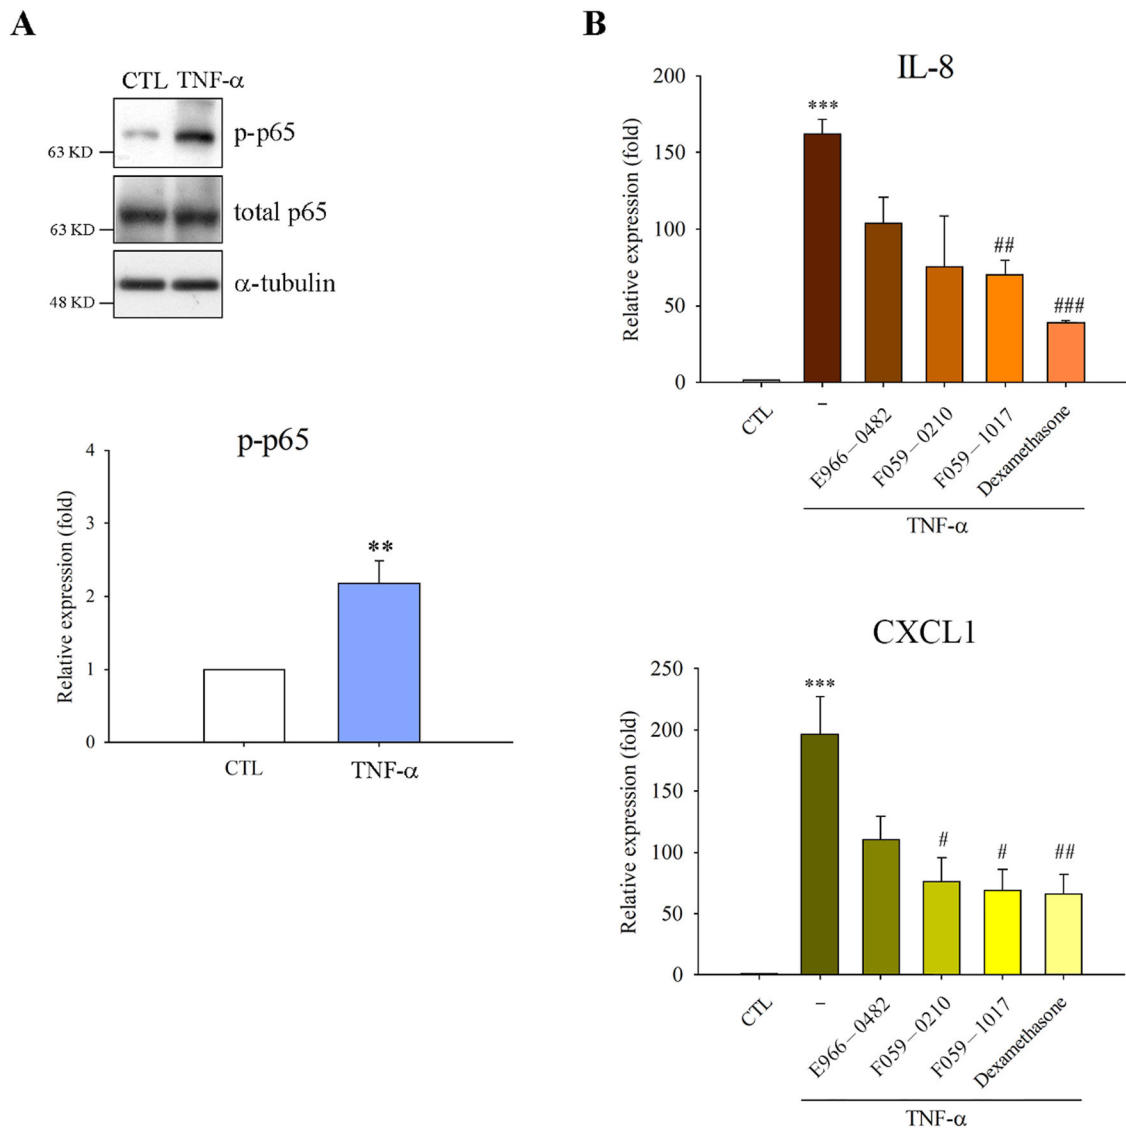 A
CTL TNF-α
p-p65
63 KD
total p65
63 KD
α-tubulin
48 KD
p-p65
Relative expression (fold)
4
3
2
1
0
**
CTL
TNF-α
B
IL-8
Relative expression (fold)
200
150
100
50
0
***
##
###
CTL
–
E966–0482
F059–0210
F059–1017
Dexamethasone
TNF-α
CXCL1
Relative expression (fold)
250
200
150
100
50
0
***
#
#
##
CTL
–
E966–0482
F059–0210
F059–1017
Dexamethasone
TNF-α